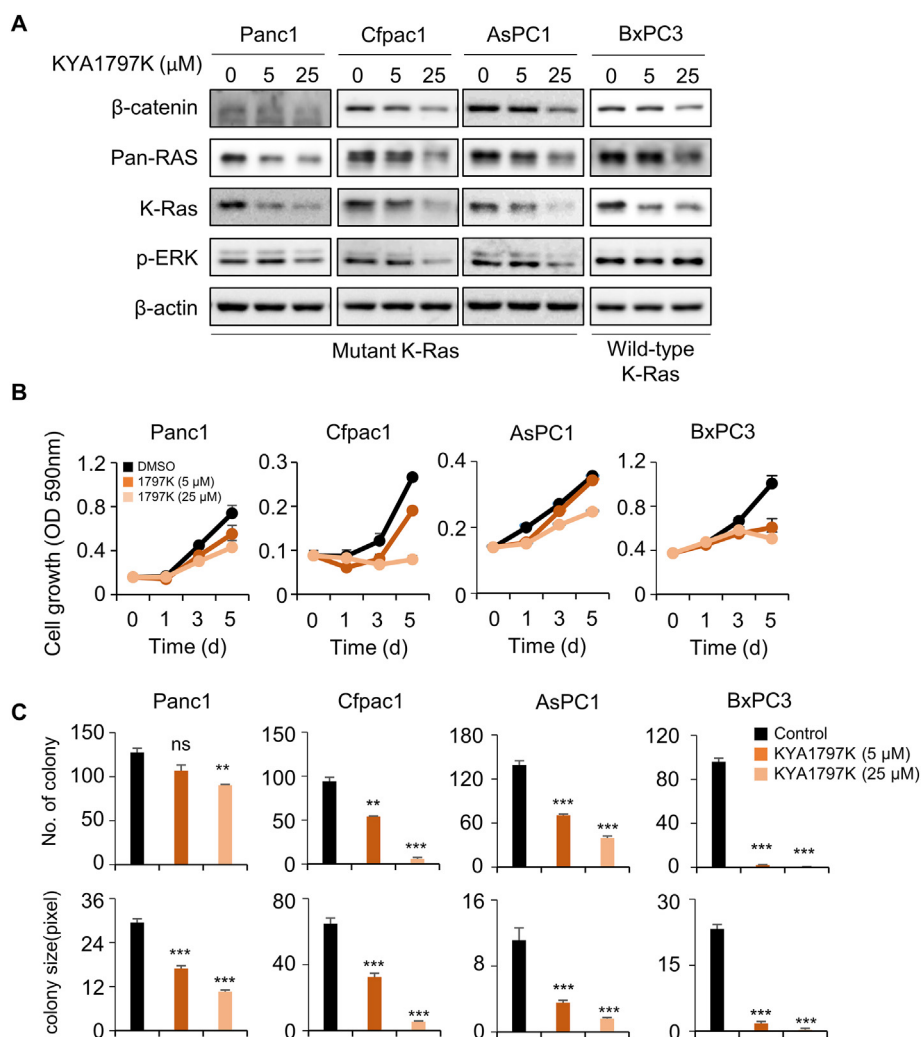 A
Panc1 Cfpac1 AsPC1 BxPC3
KYA1797K (µM) 0 5 25 0 5 25 0 5 25 0 5 25
β-catenin
Pan-RAS
K-Ras
p-ERK
β-actin
Mutant K-Ras Wild-type
K-Ras
B
Panc1 Cfpac1 AsPC1 BxPC3
Cell growth (OD 590nm)
1.2
0.8
0.4
0
DMSO
1797K (5 µM)
1797K (25 µM)
0 1 3 5
Time (d)
0.3
0.2
0.1
0
0 1 3 5
Time (d)
0.4
0.2
0
0 1 3 5
Time (d)
1.2
0.8
0.4
0
0 1 3 5
Time (d)
C
Panc1 Cfpac1 AsPC1 BxPC3
No. of colony
150
100
50
0
ns
**
150
100
50
0
**
***
180
120
60
0
***
***
90
60
30
0
***
***
Control
KYA1797K (5 µM)
KYA1797K (25 µM)
colony size(pixel)
36
24
12
0
***
***
80
40
0
***
***
16
8
0
***
***
30
15
0
***
***